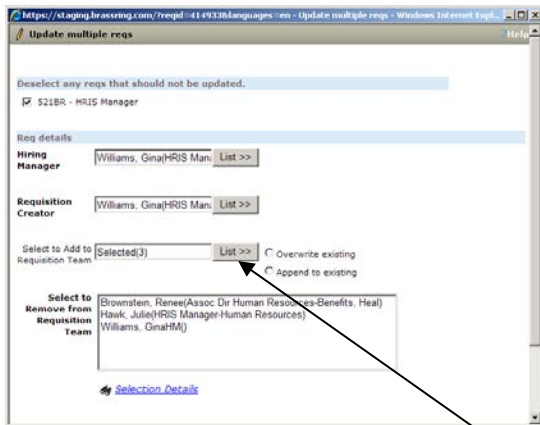 https://staging.brassring.com/?reqid=414933&languages=en - Update multiple reqs - Windows Internet Expl...
Update multiple reqs
?Help
Deselect any reqs that should not be updated.
521BR - HRIS Manager
Req details
Hiring Manager
Williams, Gina(HRIS Man
List >>
Requisition Creator
Williams, Gina(HRIS Man
List >>
Select to Add to Requisition Team
Selected(3)
List >>
Overwrite existing
Append to existing
Select to Remove from Requisition Team
Brownstein, Renee(Assoc Dir Human Resources-Benefits, Heal)
Hawk, Julie(HRIS Manager-Human Resources)
Williams, GinaHM()
Selection Details